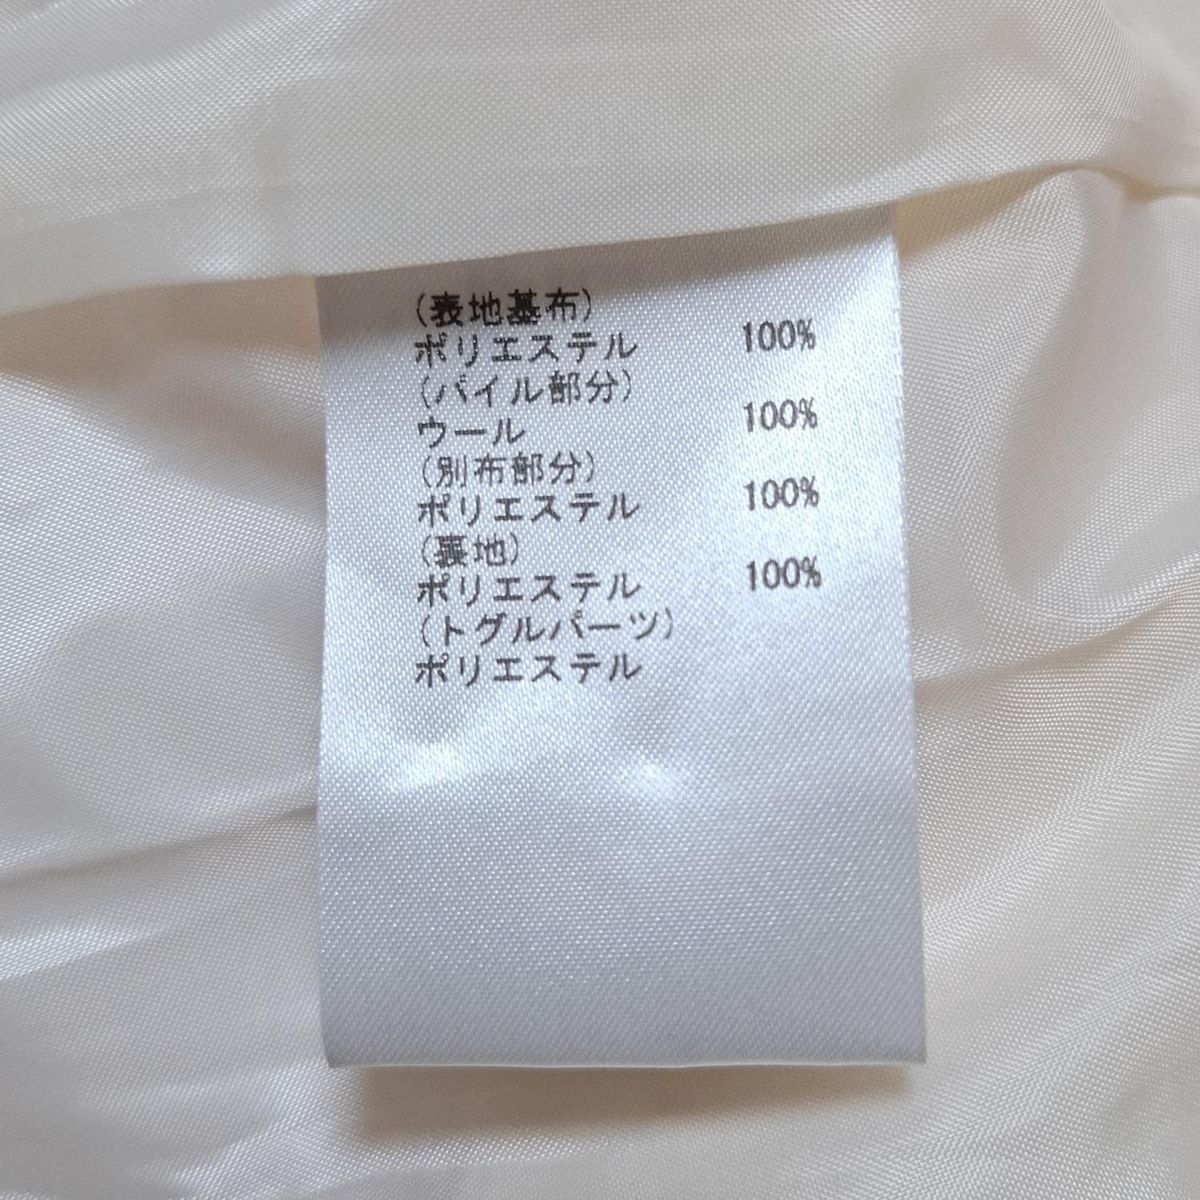 (表地基布)
ポリエステル 100%
(パイル部分)
ウール 100%
(別布部分)
ポリエステル 100%
(裏地)
ポリエステル 100%
(トグルパーツ)
ポリエステル